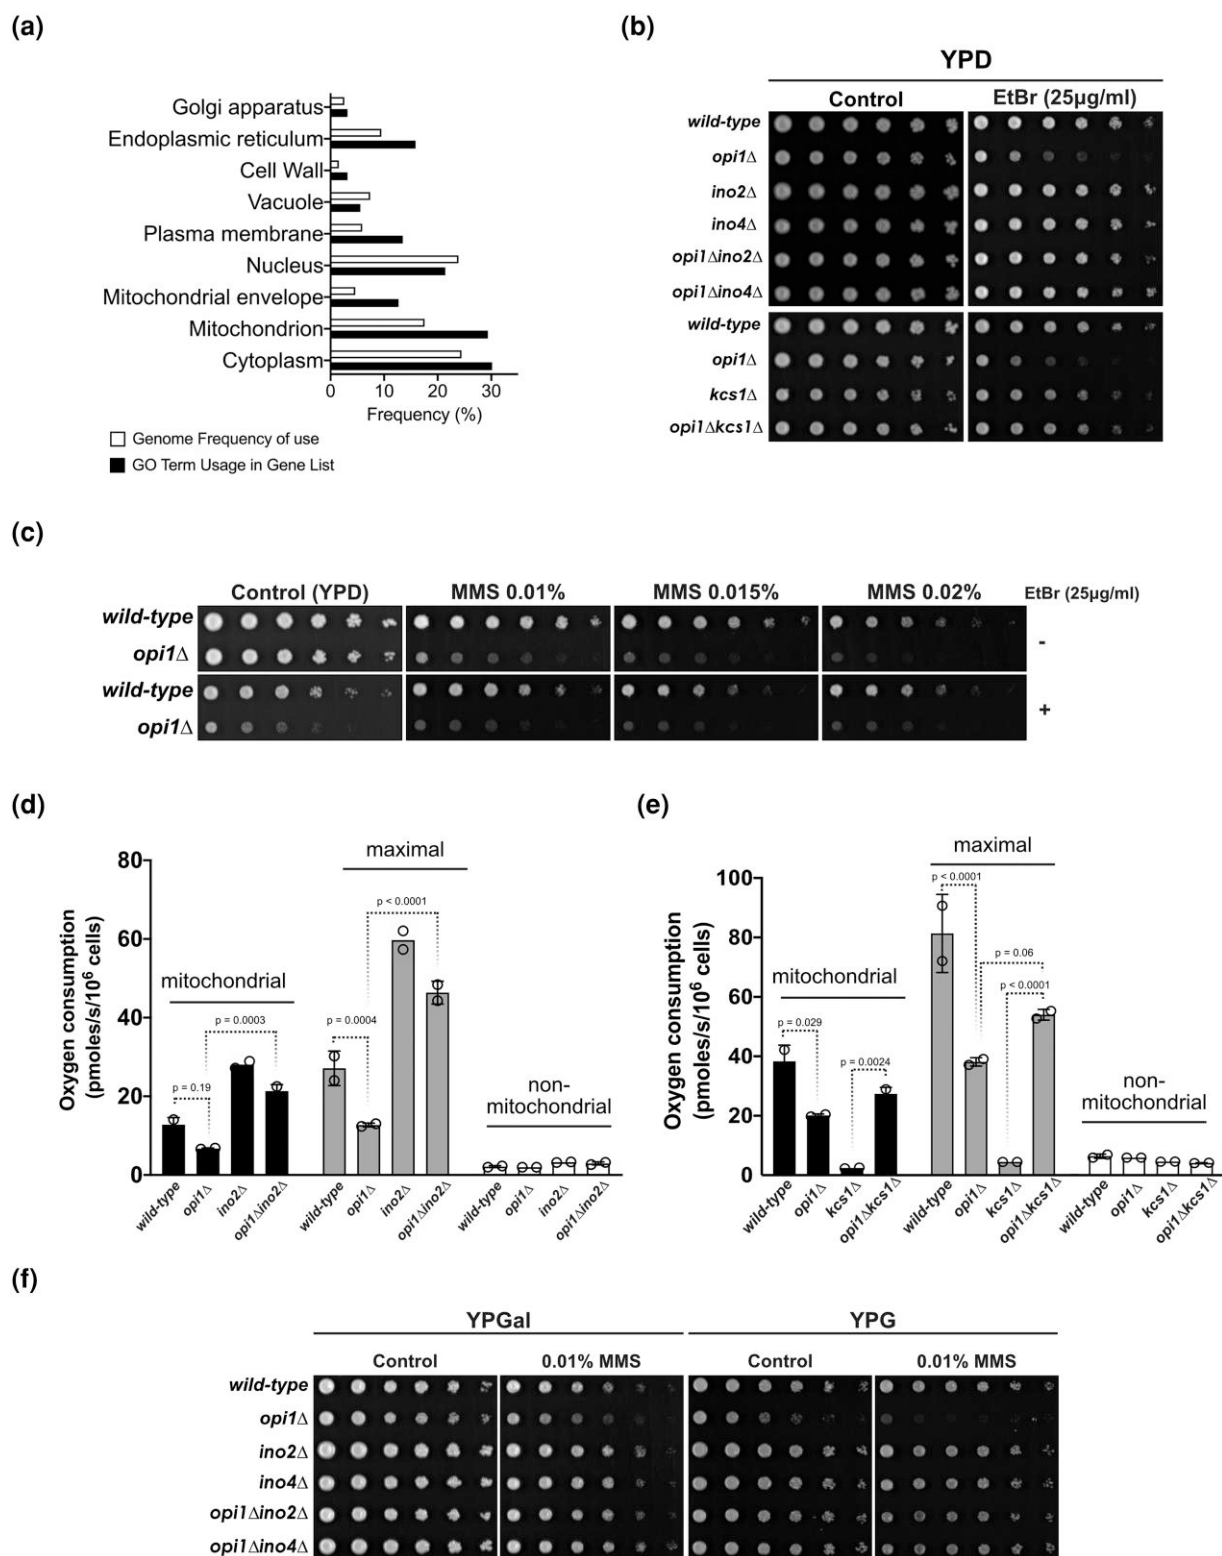 (a)
Golgi apparatus
Endoplasmic reticulum
Cell Wall
Vacuole
Plasma membrane
Nucleus
Mitochondrial envelope
Mitochondrion
Cytoplasm
0 10 20 30
Frequency (%)
Genome Frequency of use
GO Term Usage in Gene List
(b)
YPD
Control EtBr (25µg/ml)
wild-type
opi1Δ
ino2Δ
ino4Δ
opi1Δino2Δ
opi1Δino4Δ
wild-type
opi1Δ
kcs1Δ
opi1Δkcs1Δ
(c)
Control (YPD) MMS 0.01% MMS 0.015% MMS 0.02% EtBr (25µg/ml)
wild-type
opi1Δ
-
wild-type
opi1Δ
+
(d)
Oxygen consumption
(pmoles/s/10⁶ cells)
80
60
40
20
0
mitochondrial
maximal
non-
mitochondrial
p = 0.19
p = 0.0003
p = 0.0004
p < 0.0001
wild-type opi1Δ ino2Δ opi1Δino2Δ wild-type opi1Δ ino2Δ opi1Δino2Δ wild-type opi1Δ ino2Δ opi1Δino2Δ
(e)
Oxygen consumption
(pmoles/s/10⁶ cells)
100
80
60
40
20
0
mitochondrial
maximal
non-
mitochondrial
p = 0.029
p = 0.0024
p < 0.0001
p = 0.06
p < 0.0001
wild-type opi1Δ kcs1Δ opi1Δkcs1Δ wild-type opi1Δ kcs1Δ opi1Δkcs1Δ wild-type opi1Δ kcs1Δ opi1Δkcs1Δ
(f)
YPGal YPG
Control 0.01% MMS Control 0.01% MMS
wild-type
opi1Δ
ino2Δ
ino4Δ
opi1Δino2Δ
opi1Δino4Δ